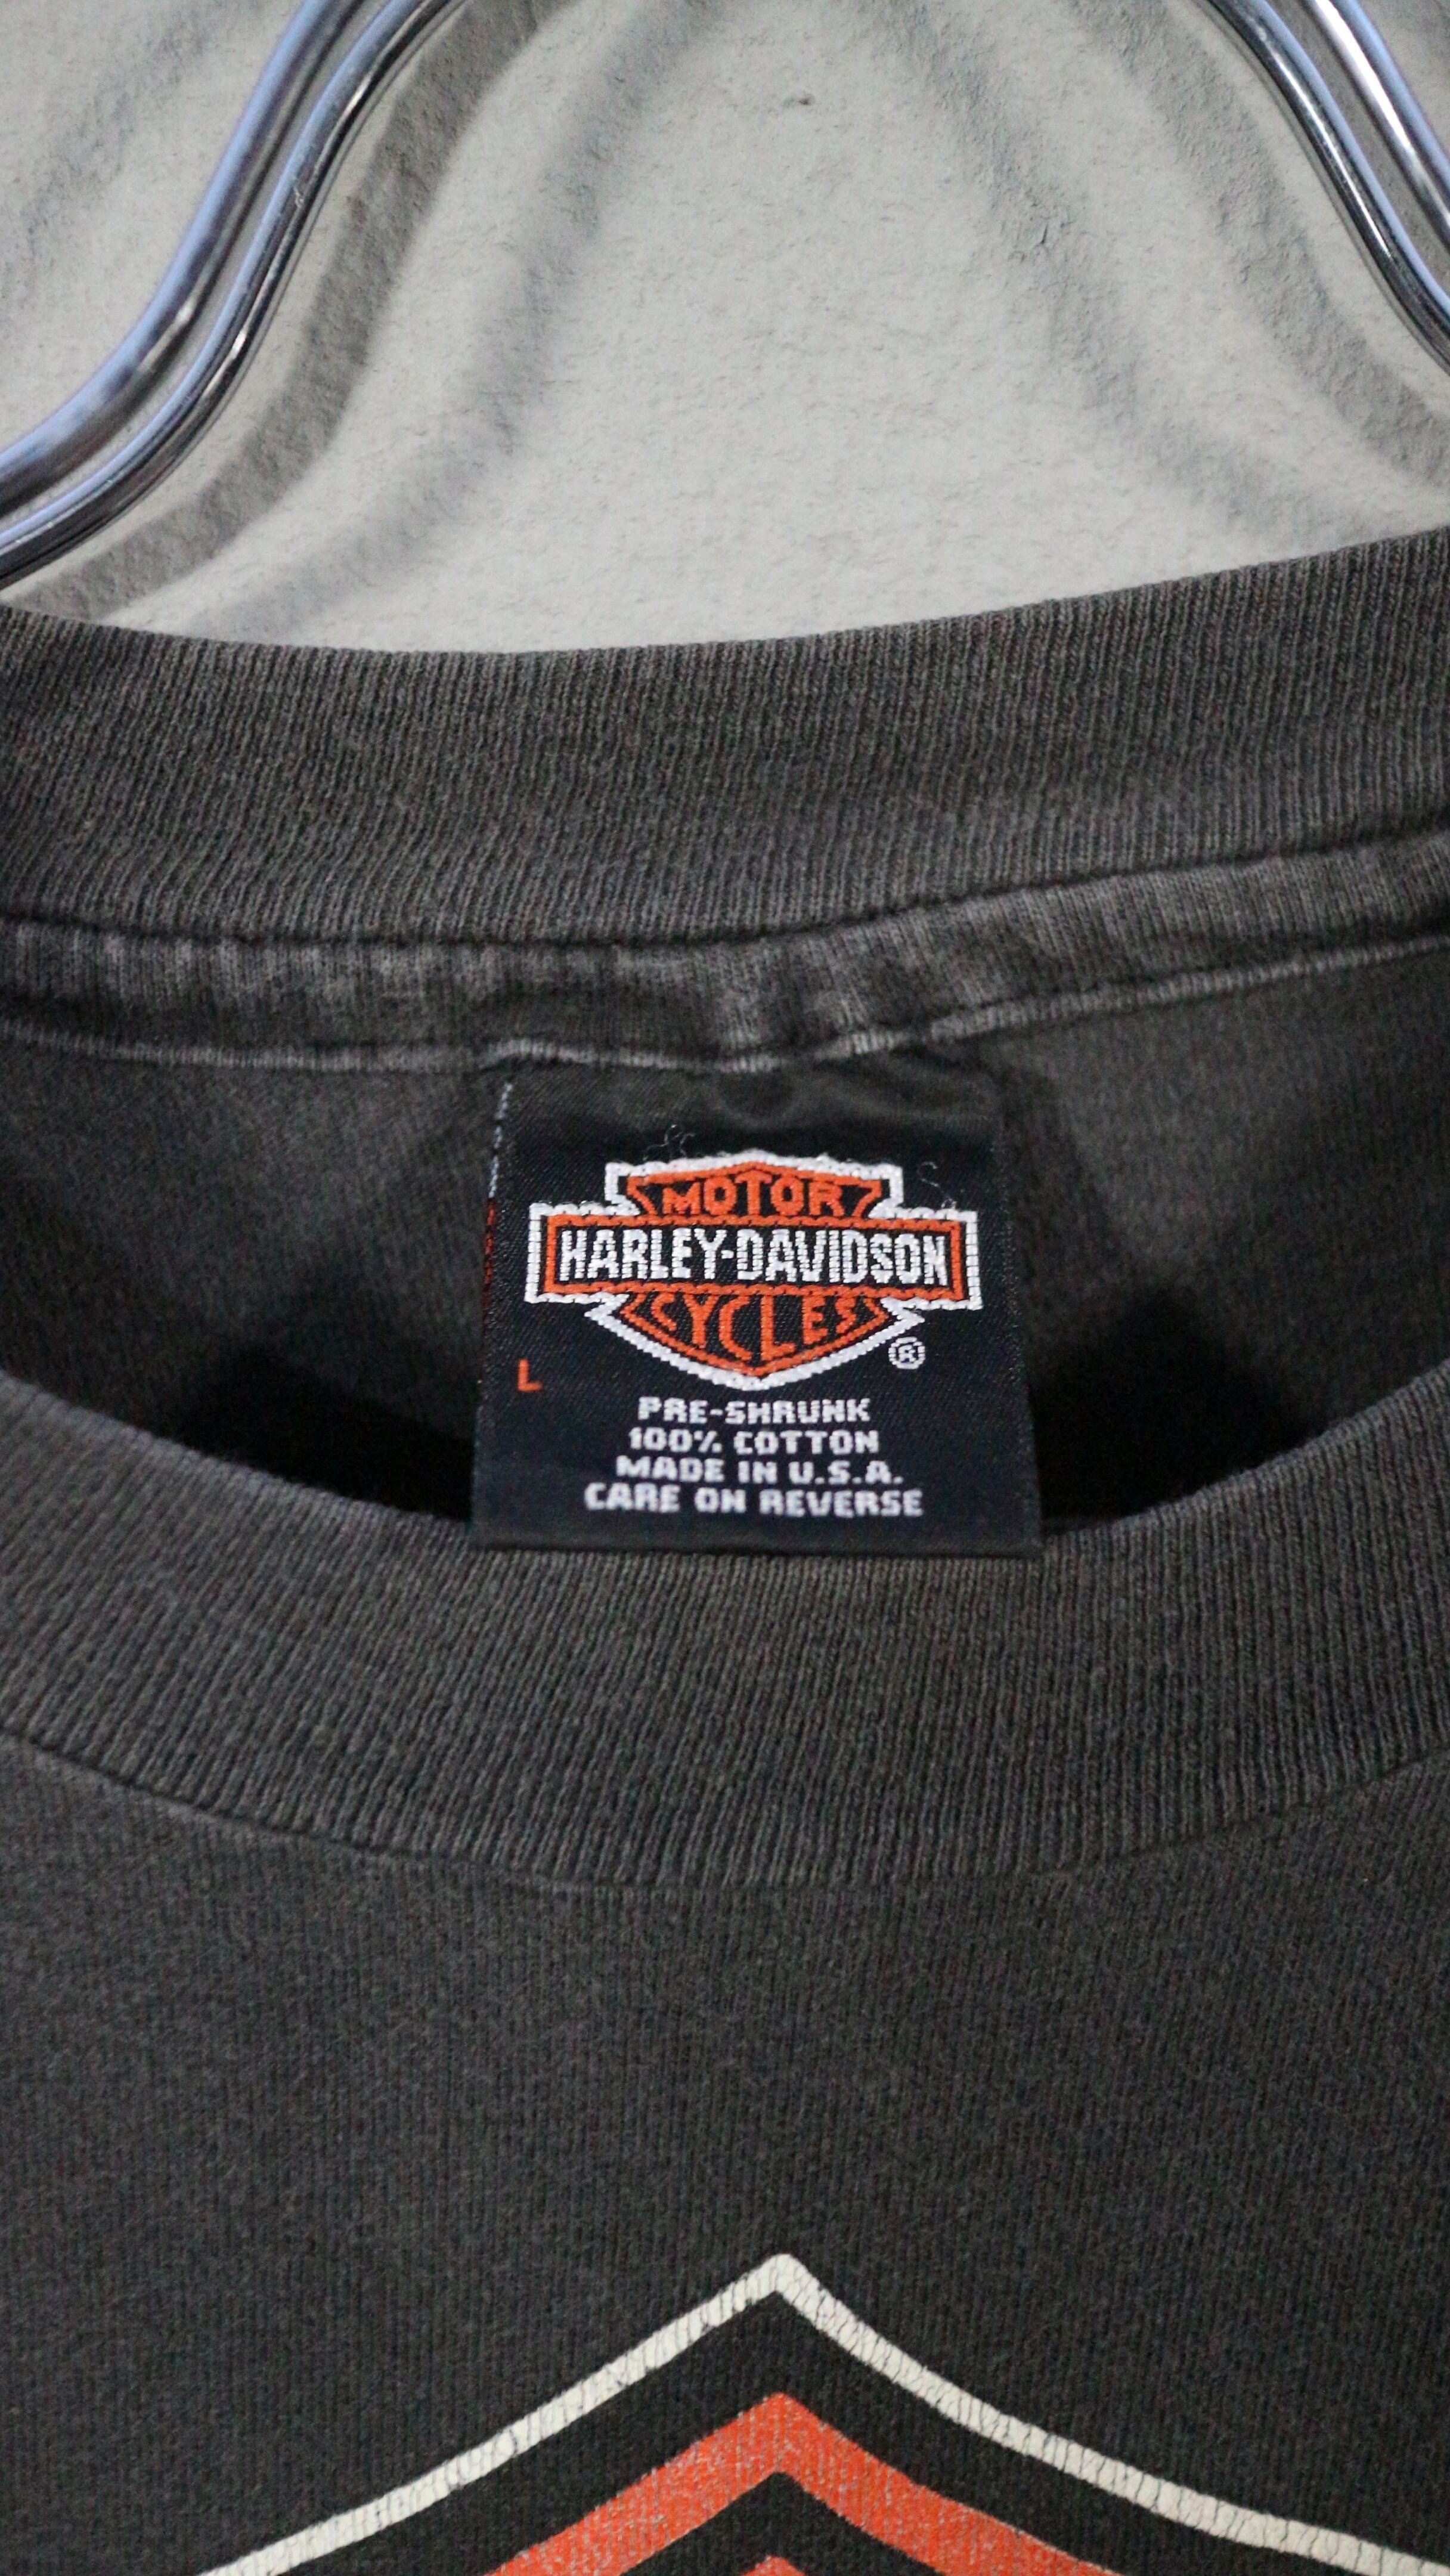 MOTOR
HARLEY-DAVIDSON
CYCLES
®
L
PRE-SHRUNK
100% COTTON
MADE IN U.S.A.
CARE ON REVERSE